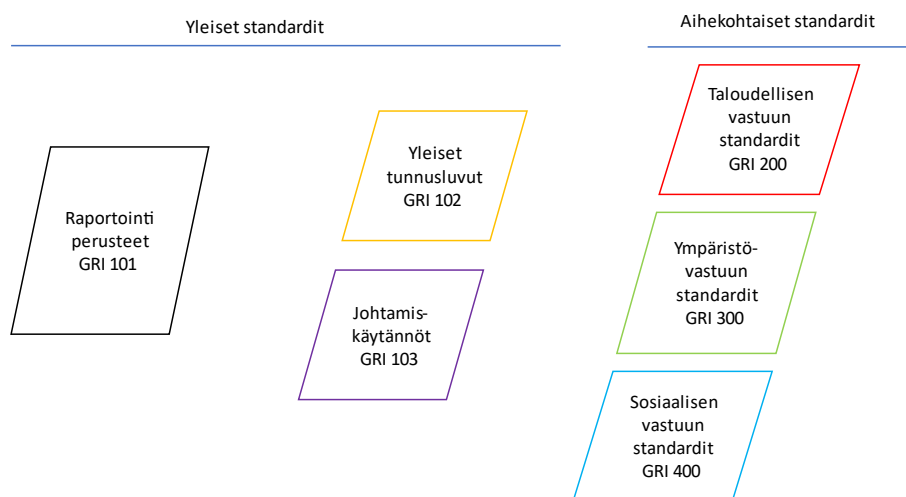 Yleiset standardit
Aihekohtaiset standardit
Raportointi
perusteet
GRI 101
Yleiset
tunnusluvut
GRI 102
Johtamis-
käytännöt
GRI 103
Taloudellisen
vastuun
standardit
GRI 200
Ympäristö-
vastuun
standardit
GRI 300
Sosiaalisen
vastuun
standardit
GRI 400